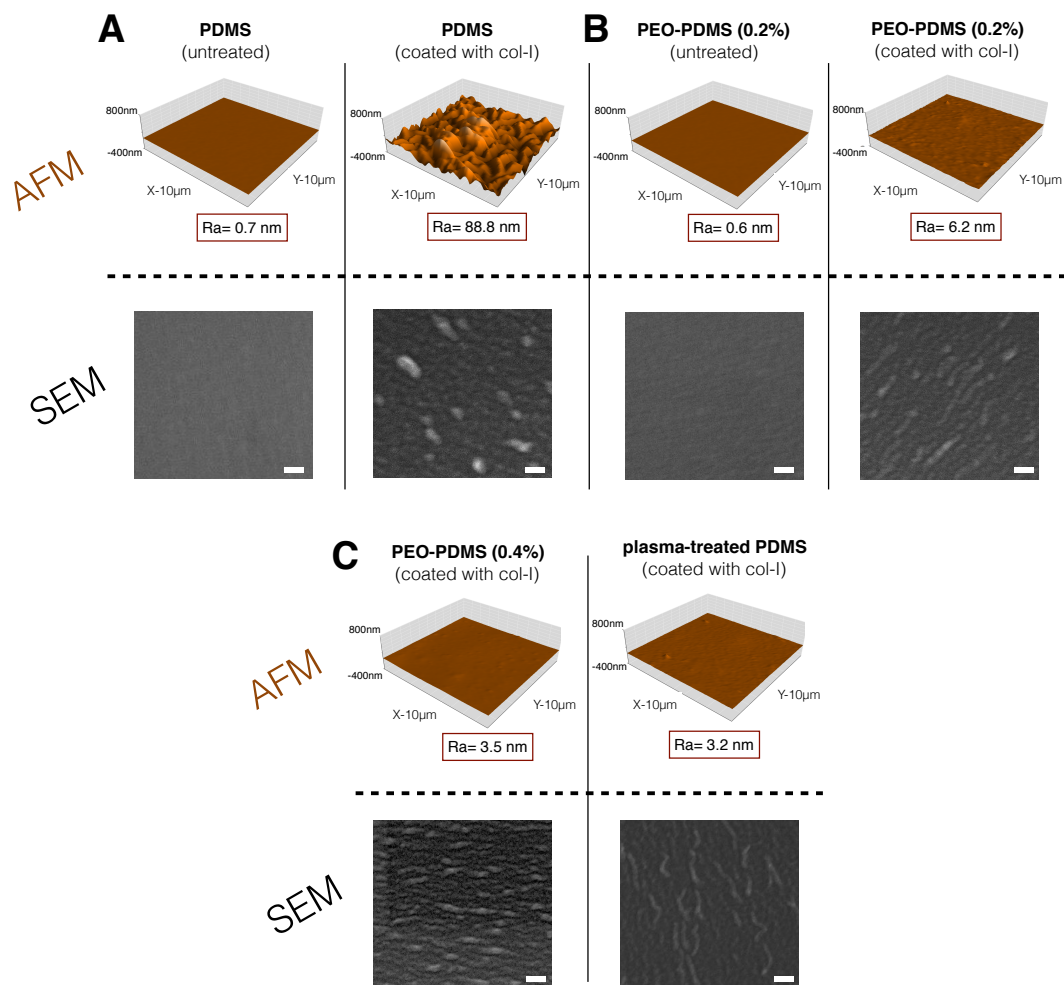 A
PDMS
(untreated)
PDMS
(coated with col-I)
B
PEO-PDMS (0.2%)
(untreated)
PEO-PDMS (0.2%)
(coated with col-I)
AFM
800nm
-400nm
X-10µm
Y-10µm
Ra= 0.7 nm
800nm
-400nm
X-10µm
Y-10µm
Ra= 88.8 nm
800nm
-400nm
X-10µm
Y-10µm
Ra= 0.6 nm
800nm
-400nm
X-10µm
Y-10µm
Ra= 6.2 nm
SEM
C
PEO-PDMS (0.4%)
(coated with col-I)
plasma-treated PDMS
(coated with col-I)
AFM
800nm
-400nm
X-10µm
Y-10µm
Ra= 3.5 nm
800nm
-400nm
X-10µm
Y-10µm
Ra= 3.2 nm
SEM